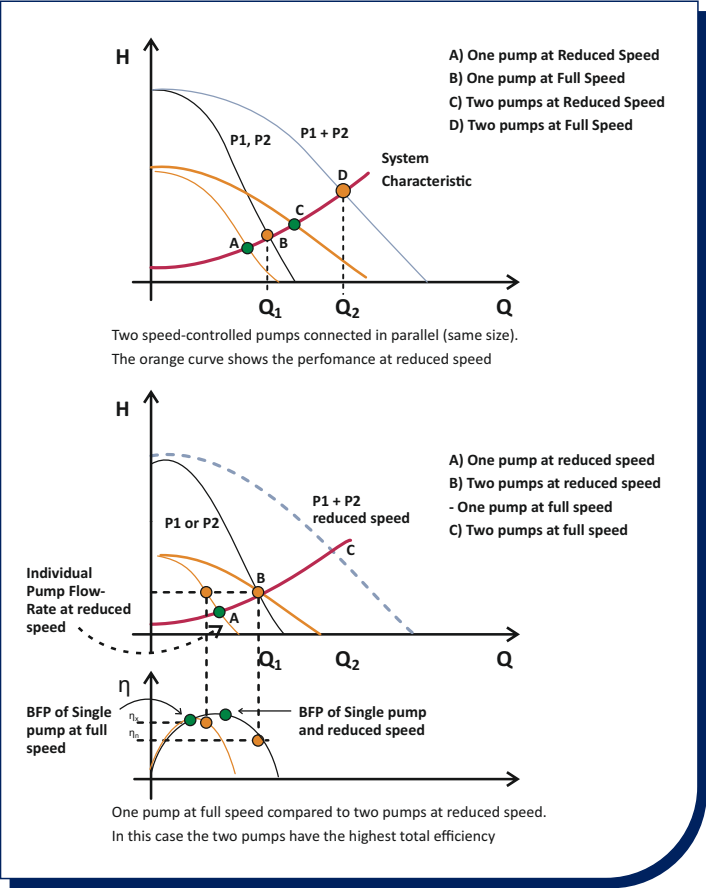 H
A) One pump at Reduced Speed
B) One pump at Full Speed
C) Two pumps at Reduced Speed
D) Two pumps at Full Speed
P1, P2
P1 + P2
System
Characteristic
D
C
A
B
Q1
Q2
Q
Two speed-controlled pumps connected in parallel (same size).
The orange curve shows the perfomance at reduced speed
H
A) One pump at reduced speed
B) Two pumps at reduced speed
- One pump at full speed
C) Two pumps at full speed
P1 + P2
reduced speed
P1 or P2
C
Individual
Pump Flow-
Rate at reduced
speed
B
A
Q1
Q2
Q
η
BFP of Single
pump at full
speed
ηx
ηn
BFP of Single pump
and reduced speed
One pump at full speed compared to two pumps at reduced speed.
In this case the two pumps have the highest total efficiency